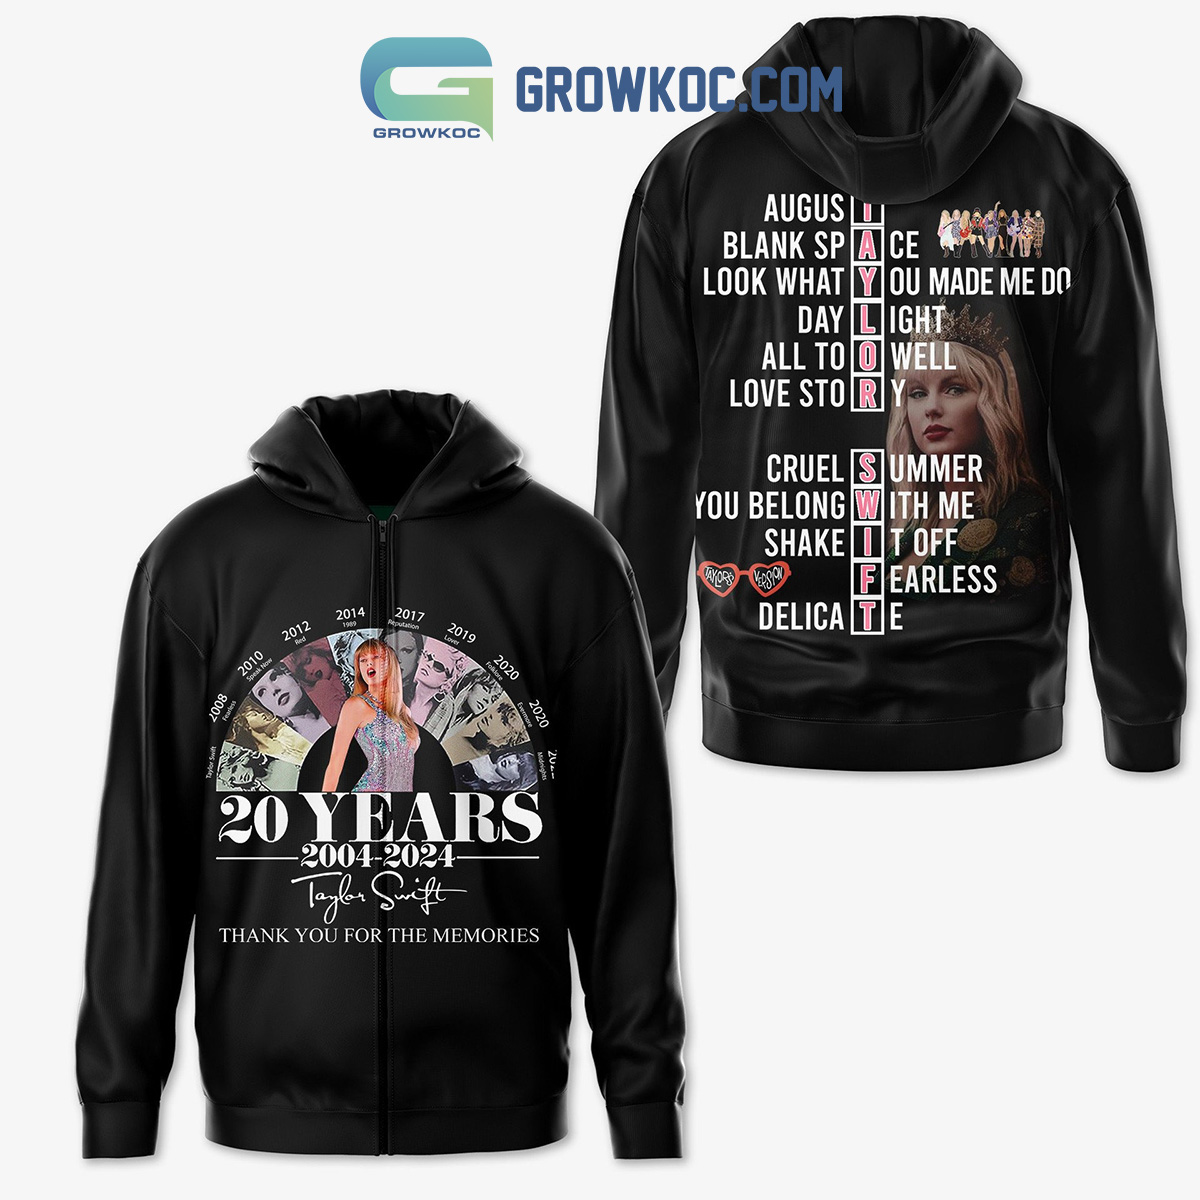 GROWKOC
GROWKOC.COM
AUGUST
BLANK SPACE
LOOK WHAT YOU MADE ME DO
DAYLIGHT
ALL TOO WELL
LOVE STORY
CRUEL SUMMER
YOU BELONG WITH ME
SHAKE IT OFF
TAYLOR'S VERSION
FEARLESS
DELICATE
Taylor Swift
2008
Fearless
2010
Speak Now
2012
Red
2014
1989
2017
Reputation
2019
Lover
2020
Folklore
2020
Evermore
Midnights
20 YEARS
2004-2024
Taylor Swift
THANK YOU FOR THE MEMORIES